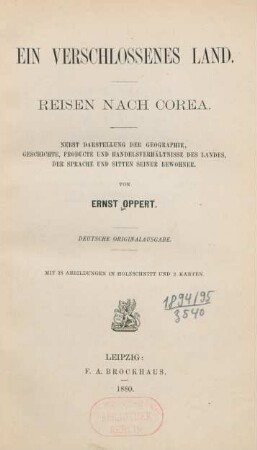 EIN VERSCHLOSSENES LAND.
REISEN NACH COREA.
NEBST DARSTELLUNG DER GEOGRAPHIE,
GESCHICHTE, PRODUCTE UND HANDELSVERHÄLTNISSE DES LANDES,
DER SPRACHE UND SITTEN SEINER BEWOHNER.
VON
ERNST OPPERT.
DEUTSCHE ORIGINALAUSGABE.
MIT 38 ABBILDUNGEN IN HOLZSCHNITT UND 2 KARTEN.
1894/95
3540
LEIPZIG:
F. A. BROCKHAUS.
1880.
BERLIN